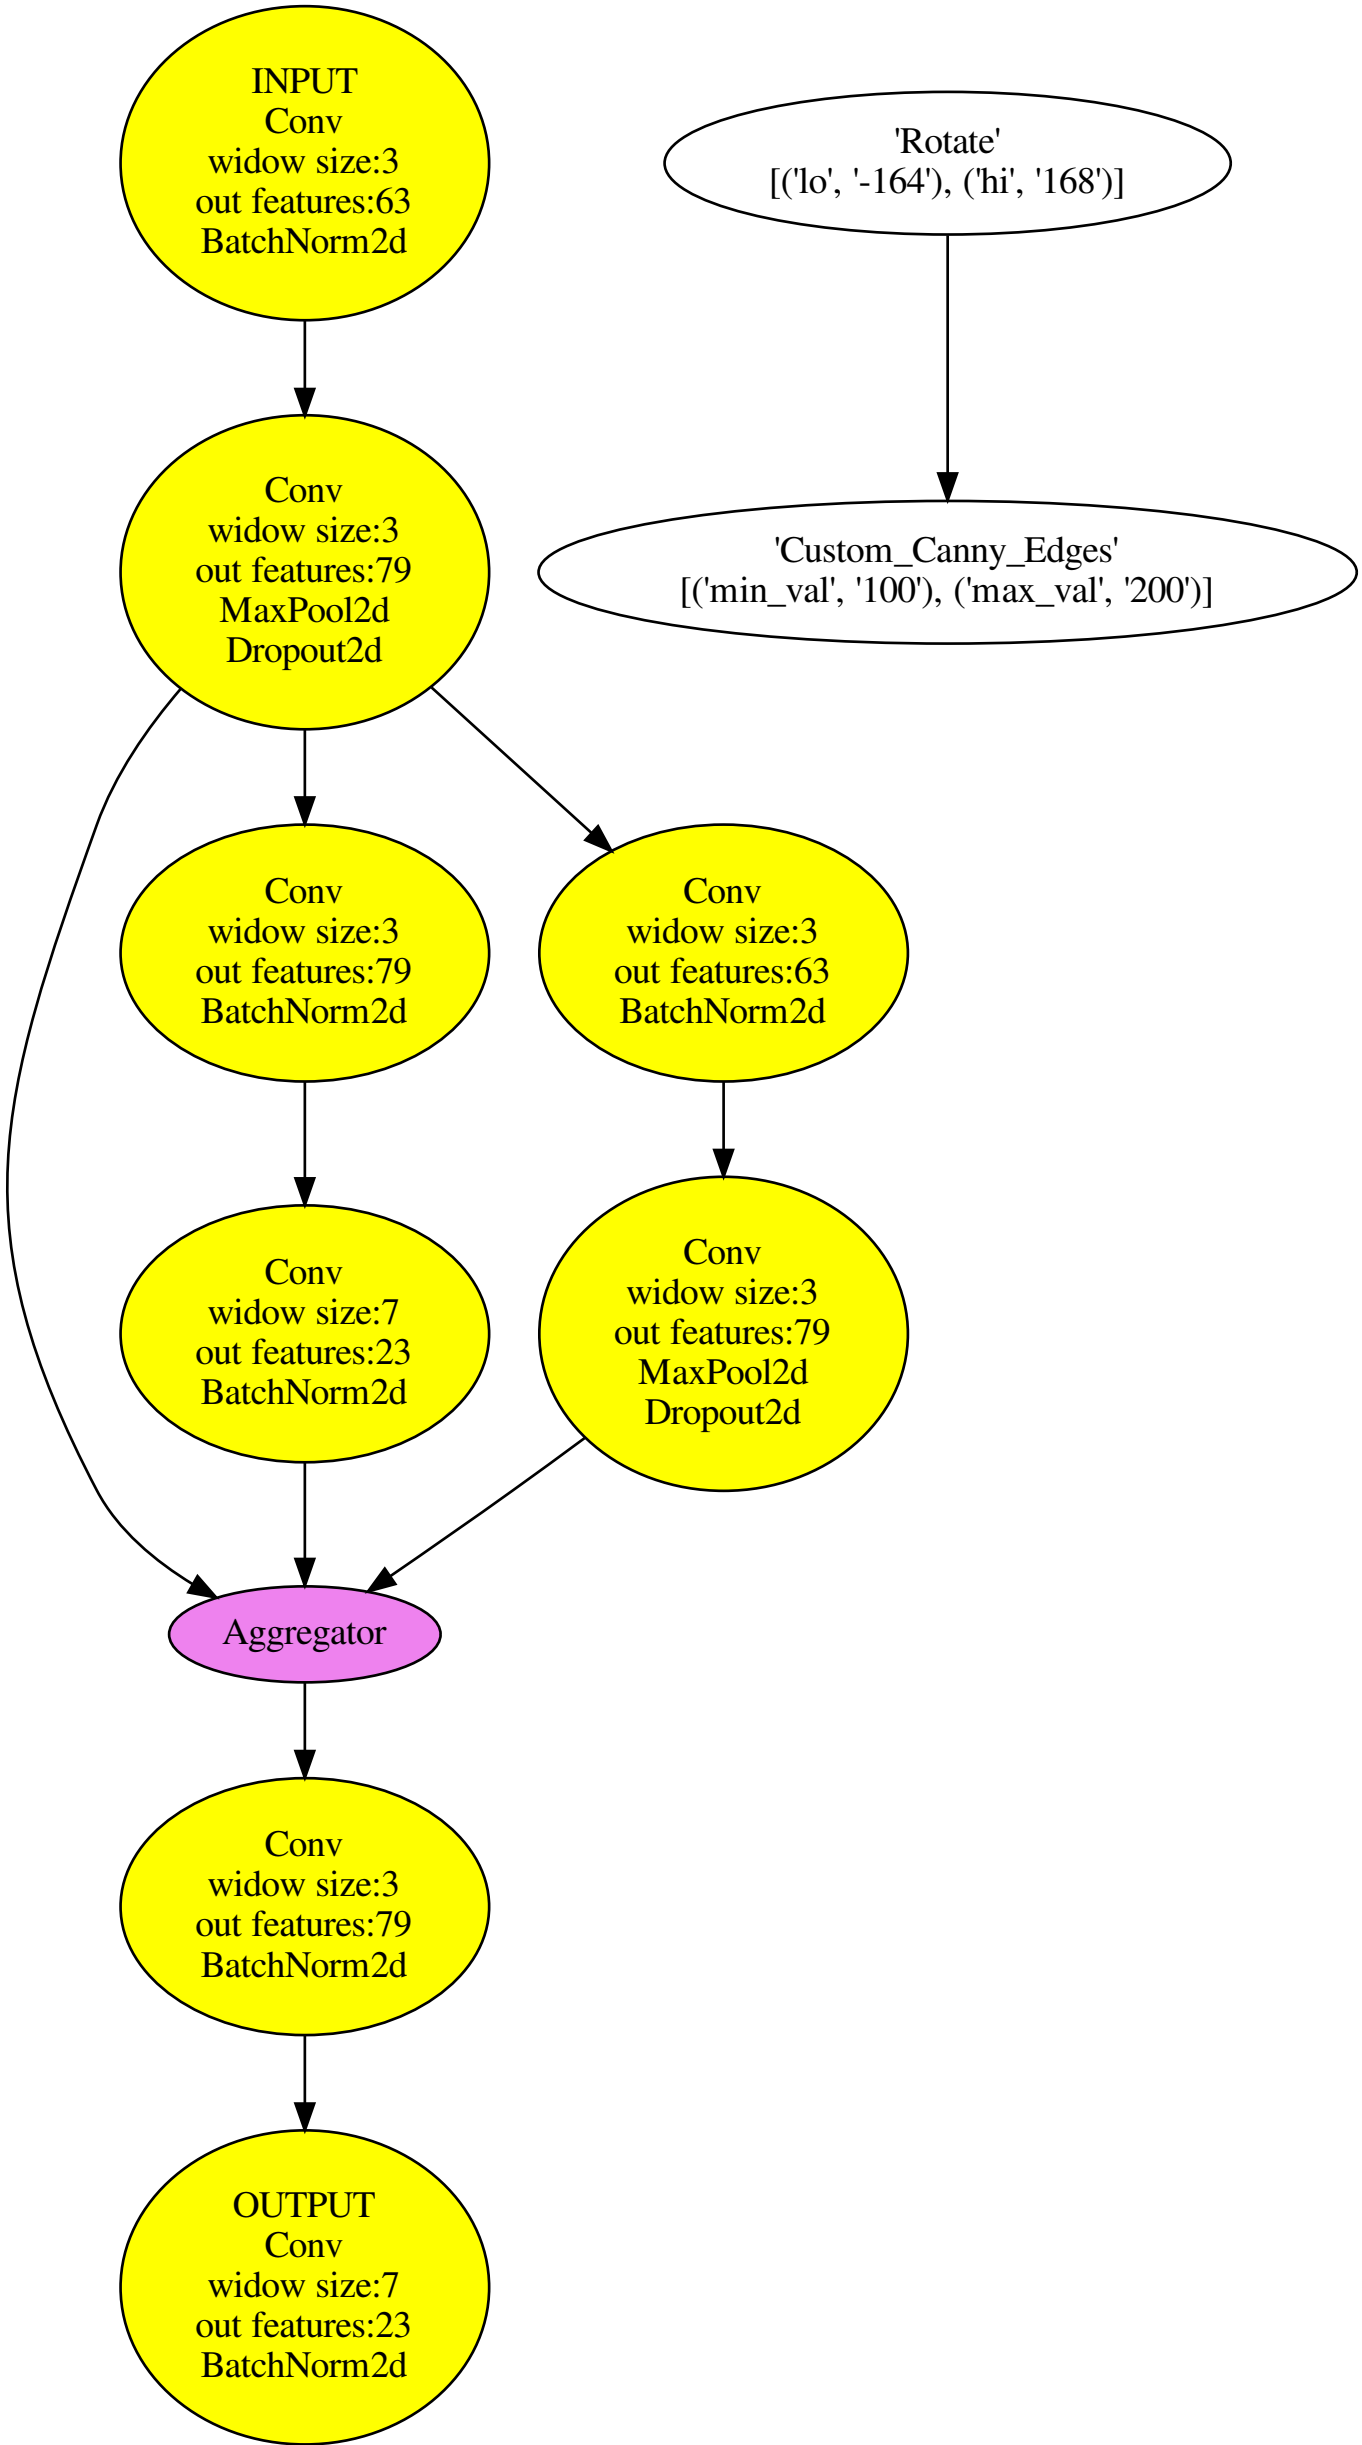 INPUT
Conv
widow size:3
out features:63
BatchNorm2d
'Rotate'
[('lo', '-164'), ('hi', '168')]
Conv
widow size:3
out features:79
MaxPool2d
Dropout2d
'Custom_Canny_Edges'
[('min_val', '100'), ('max_val', '200')]
Conv
widow size:3
out features:79
BatchNorm2d
Conv
widow size:3
out features:63
BatchNorm2d
Conv
widow size:7
out features:23
BatchNorm2d
Conv
widow size:3
out features:79
MaxPool2d
Dropout2d
Aggregator
Conv
widow size:3
out features:79
BatchNorm2d
OUTPUT
Conv
widow size:7
out features:23
BatchNorm2d